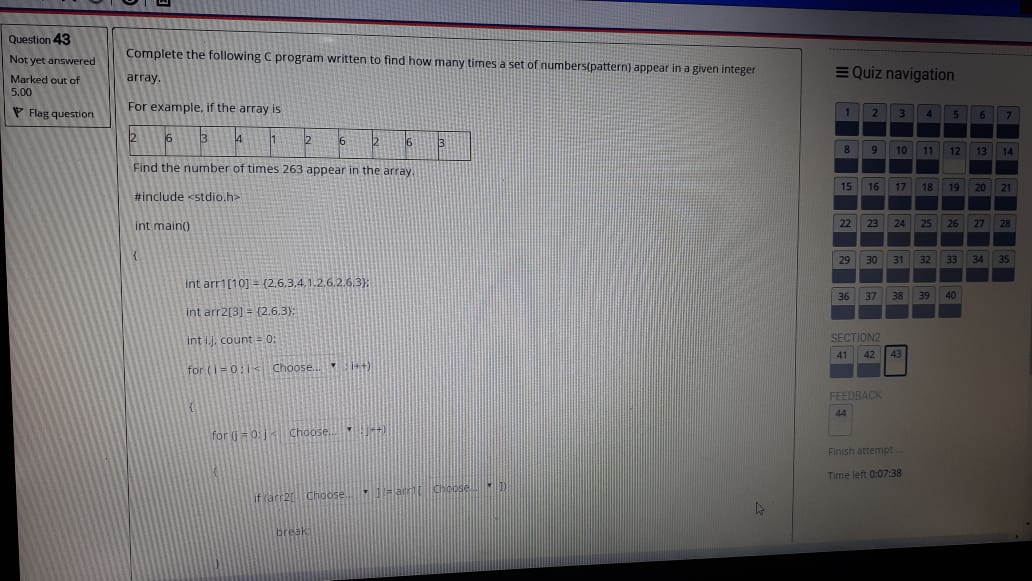 Question 43
Not yet answered
Marked out of
5.00
Flag question
Complete the following C program written to find how many times a set of numbers(pattern) appear in a given integer
array.
For example, if the array is
2 6 3 4 1 2 6 2 6 3
Find the number of times 263 appear in the array.
#include <stdio.h>
int main()
{
int arr1[10] = {2,6,3,4,1,2,6,2,6,3};
int arr2[3] = {2,6,3};
int i,j, count = 0;
for ( i = 0 ; i < Choose... ; i++)
{
for (j = 0; j < Choose... ; j++)
{
if (arr2[ Choose... ] != arr1[ Choose... ])
break;
}
Quiz navigation
1 2 3 4 5 6 7
8 9 10 11 12 13 14
15 16 17 18 19 20 21
22 23 24 25 26 27 28
29 30 31 32 33 34 35
36 37 38 39 40
SECTION2
41 42 43
FEEDBACK
44
Finish attempt ...
Time left 0:07:38